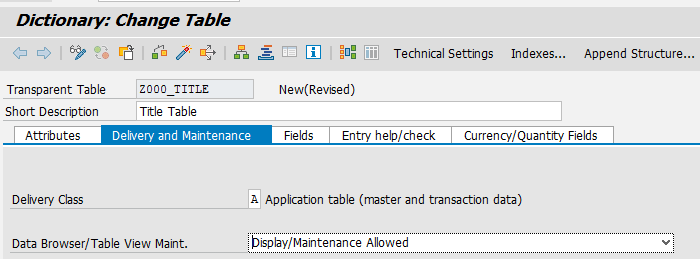 Dictionary: Change Table
Technical Settings Indexes... Append Structure...
Transparent Table Z000_TITLE New(Revised)
Short Description Title Table
Attributes Delivery and Maintenance Fields Entry help/check Currency/Quantity Fields
Delivery Class A Application table (master and transaction data)
Data Browser/Table View Maint. Display/Maintenance Allowed